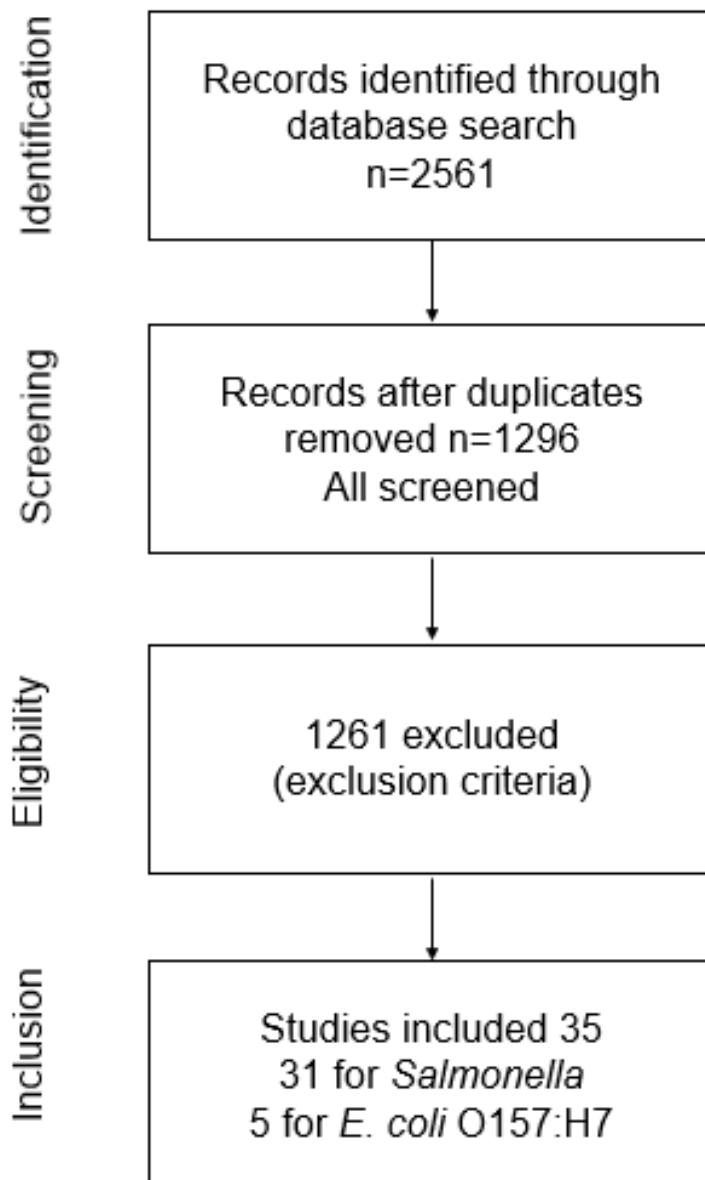 Identification
Records identified through
database search
n=2561
Screening
Records after duplicates
removed n=1296
All screened
Eligibility
1261 excluded
(exclusion criteria)
Inclusion
Studies included 35
31 for Salmonella
5 for E. coli O157:H7